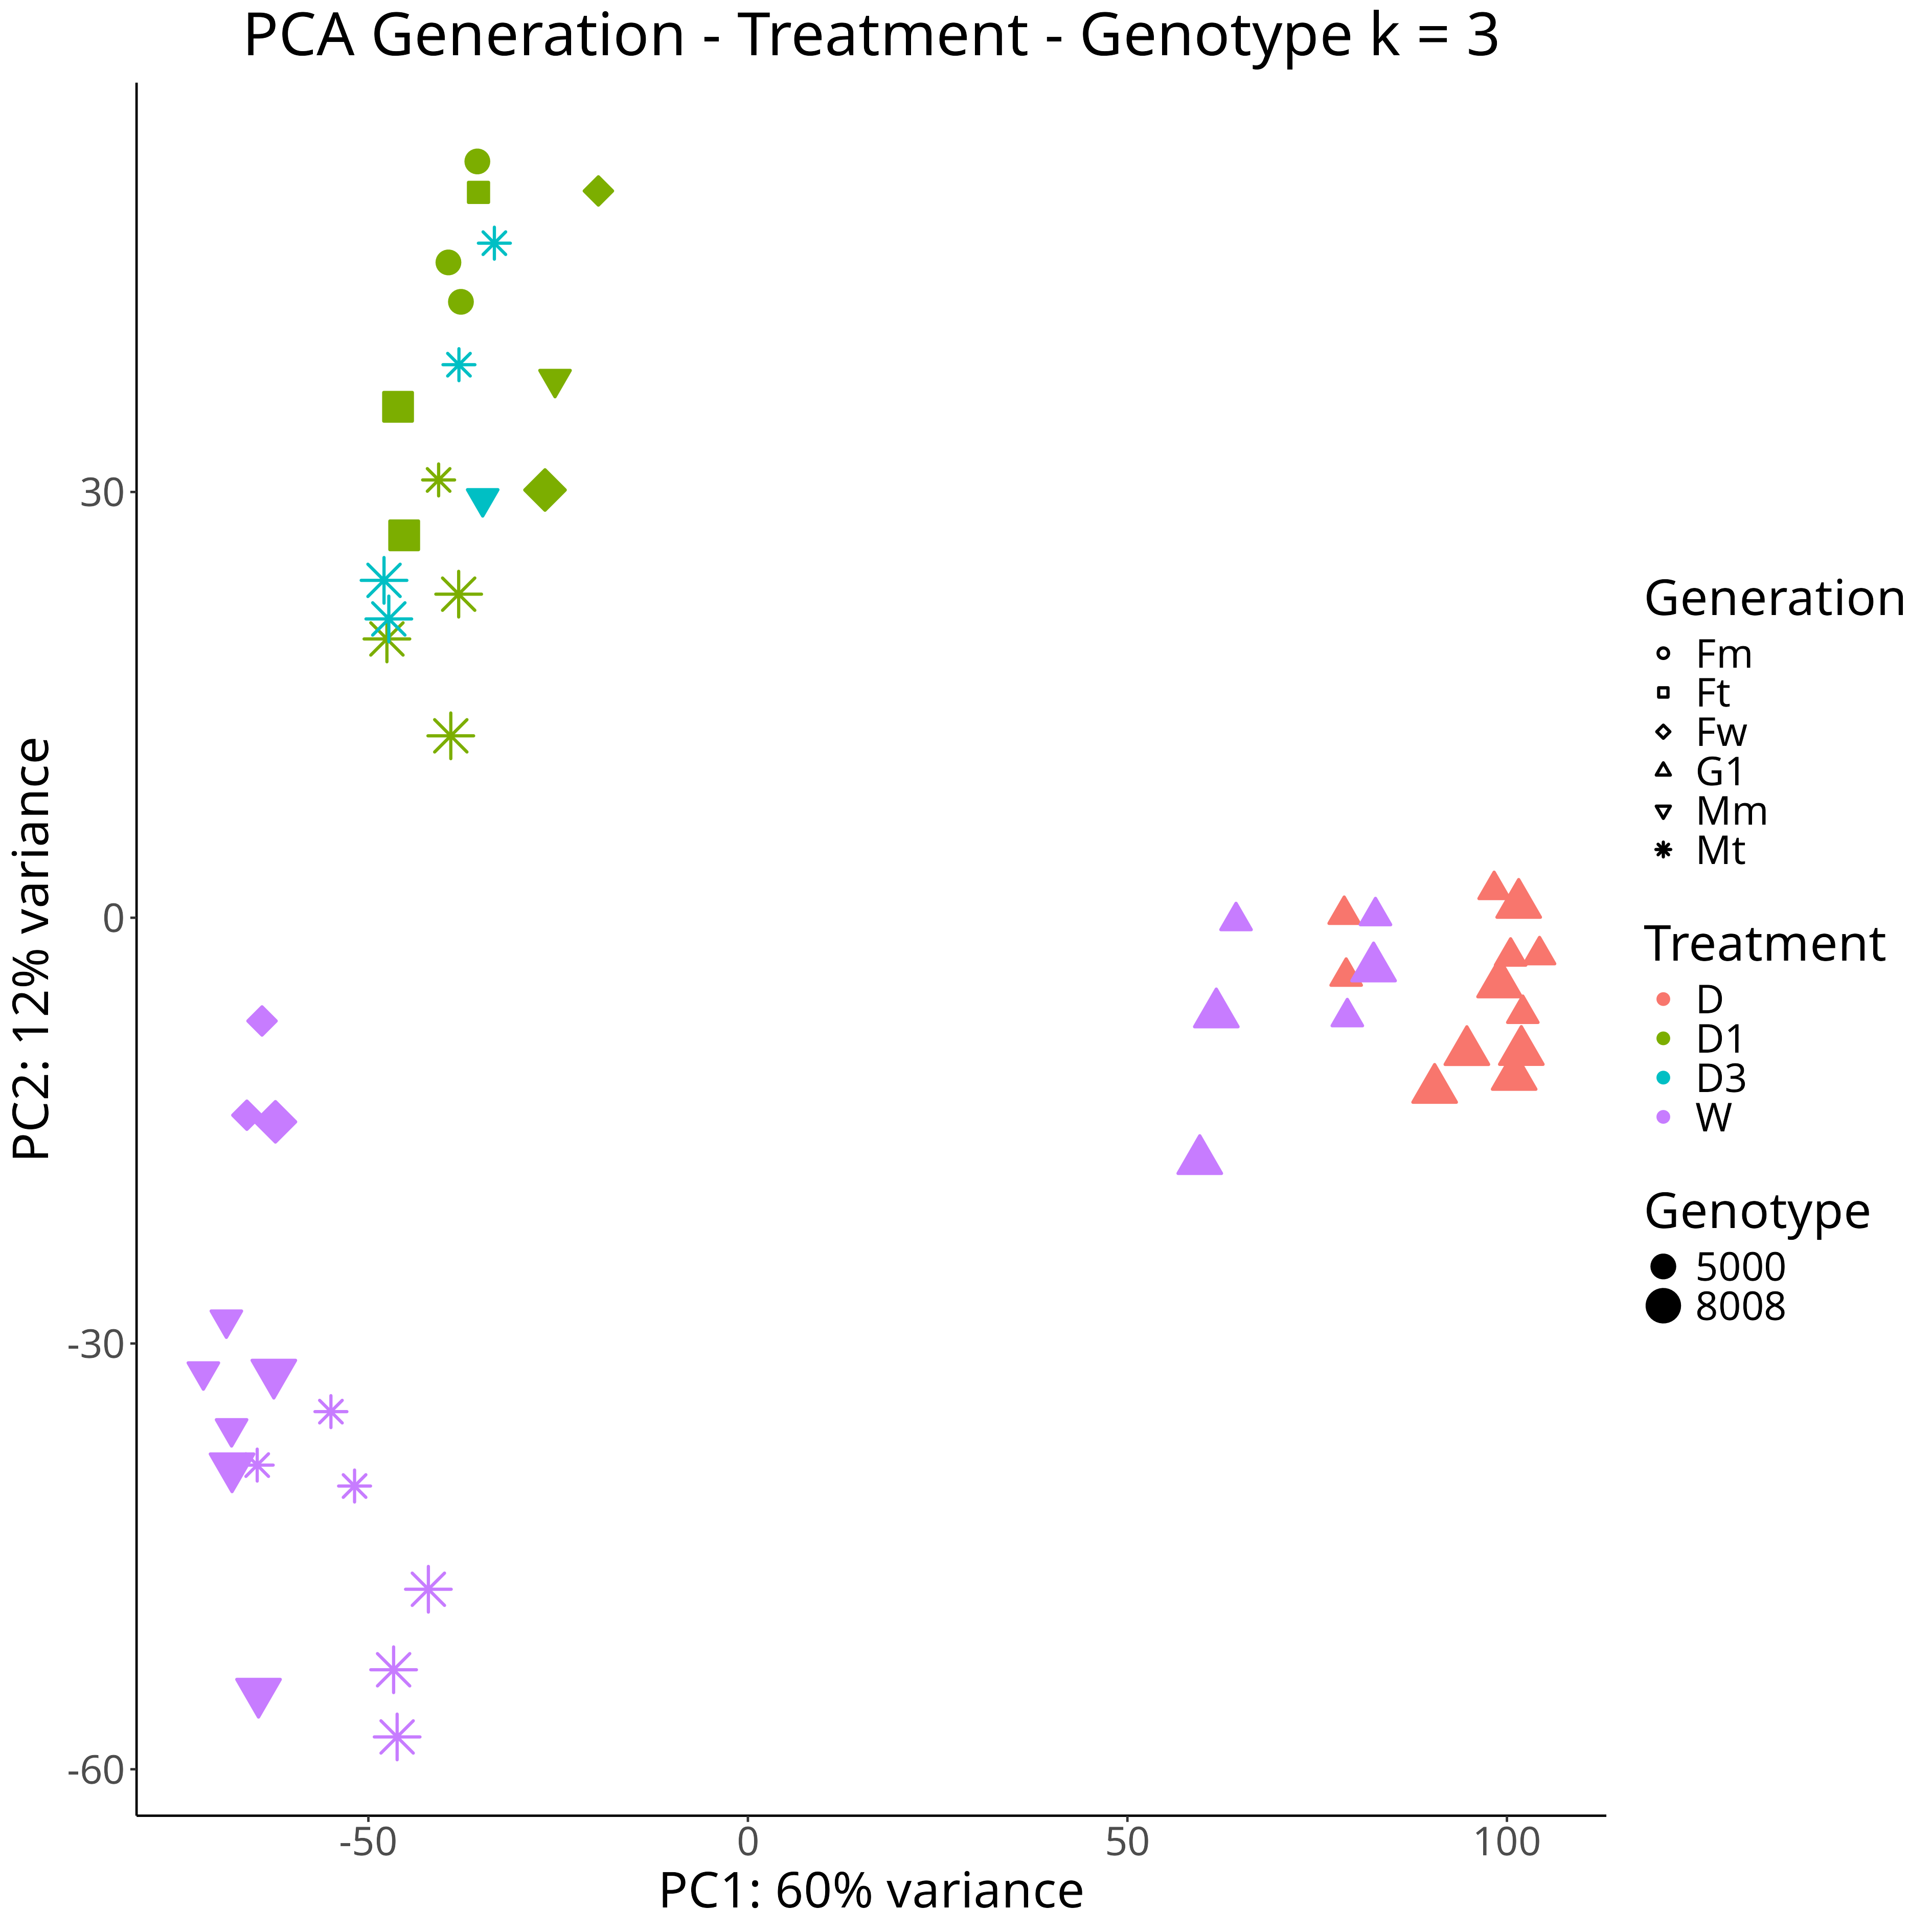 PCA Generation - Treatment - Genotype k = 3
PC2: 12% variance
30
0
-30
-60
-50
0
50
100
PC1: 60% variance
Generation
Fm
Ft
Fw
G1
Mm
Mt
Treatment
D
D1
D3
W
Genotype
5000
8008